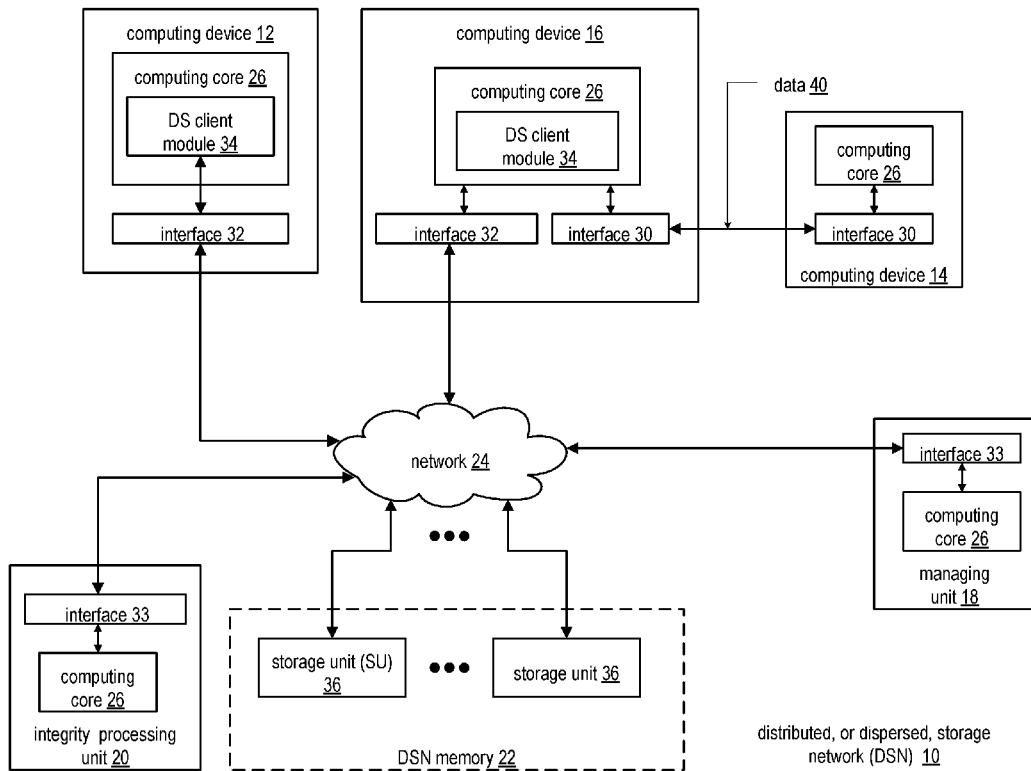 computing device 12
computing core 26
DS client
module 34
interface 32
computing device 16
computing core 26
DS client
module 34
interface 32
interface 30
data 40
computing
core 26
interface 30
computing device 14
network 24
interface 33
computing
core 26
managing
unit 18
interface 33
computing
core 26
integrity processing
unit 20
storage unit (SU)
36
storage unit 36
DSN memory 22
distributed, or dispersed, storage
network (DSN) 10